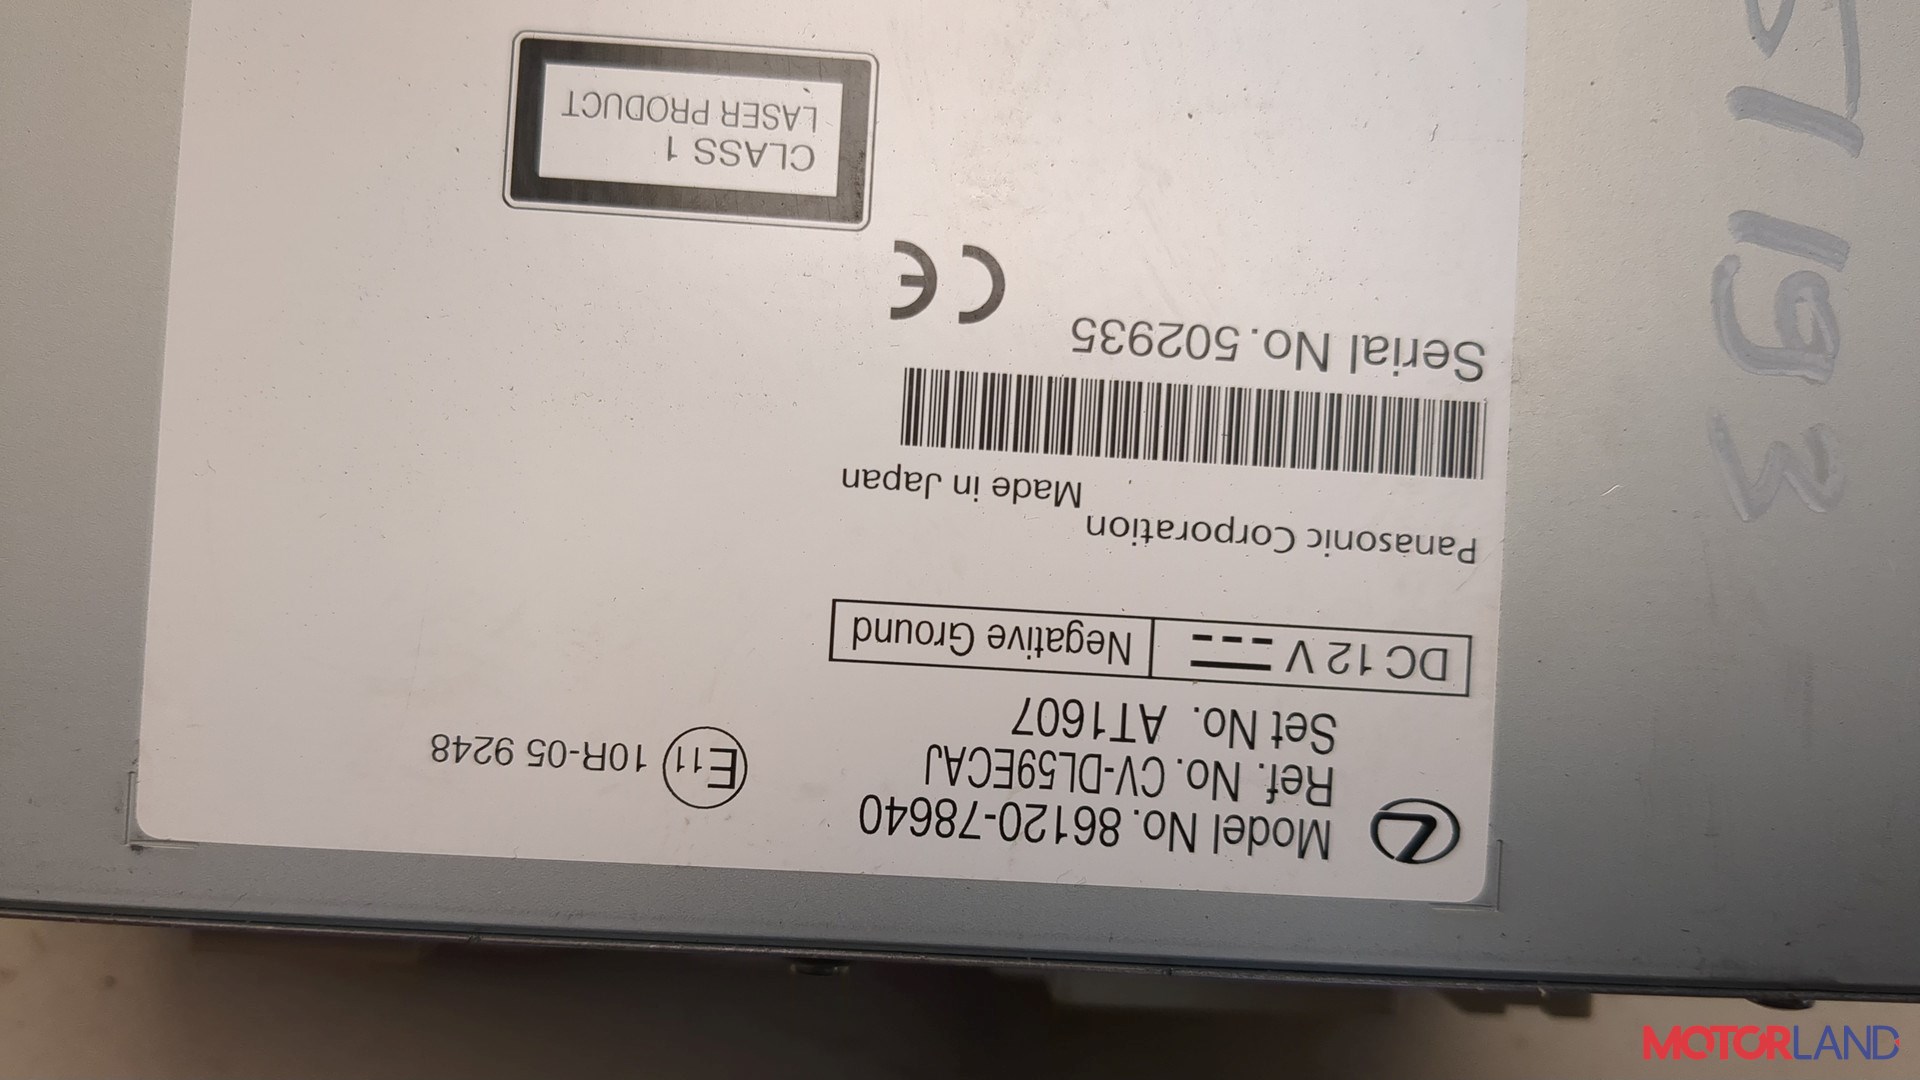 Model No. 86120-78640
Ref. No. CV-DL59ECAJ
Set No. AT1607
E11 10R-05 9248
DC 12 V
Negative Ground
Panasonic Corporation
Made in Japan
Serial No. 502935
CE
CLASS 1
LASER PRODUCT
MOTORLAND